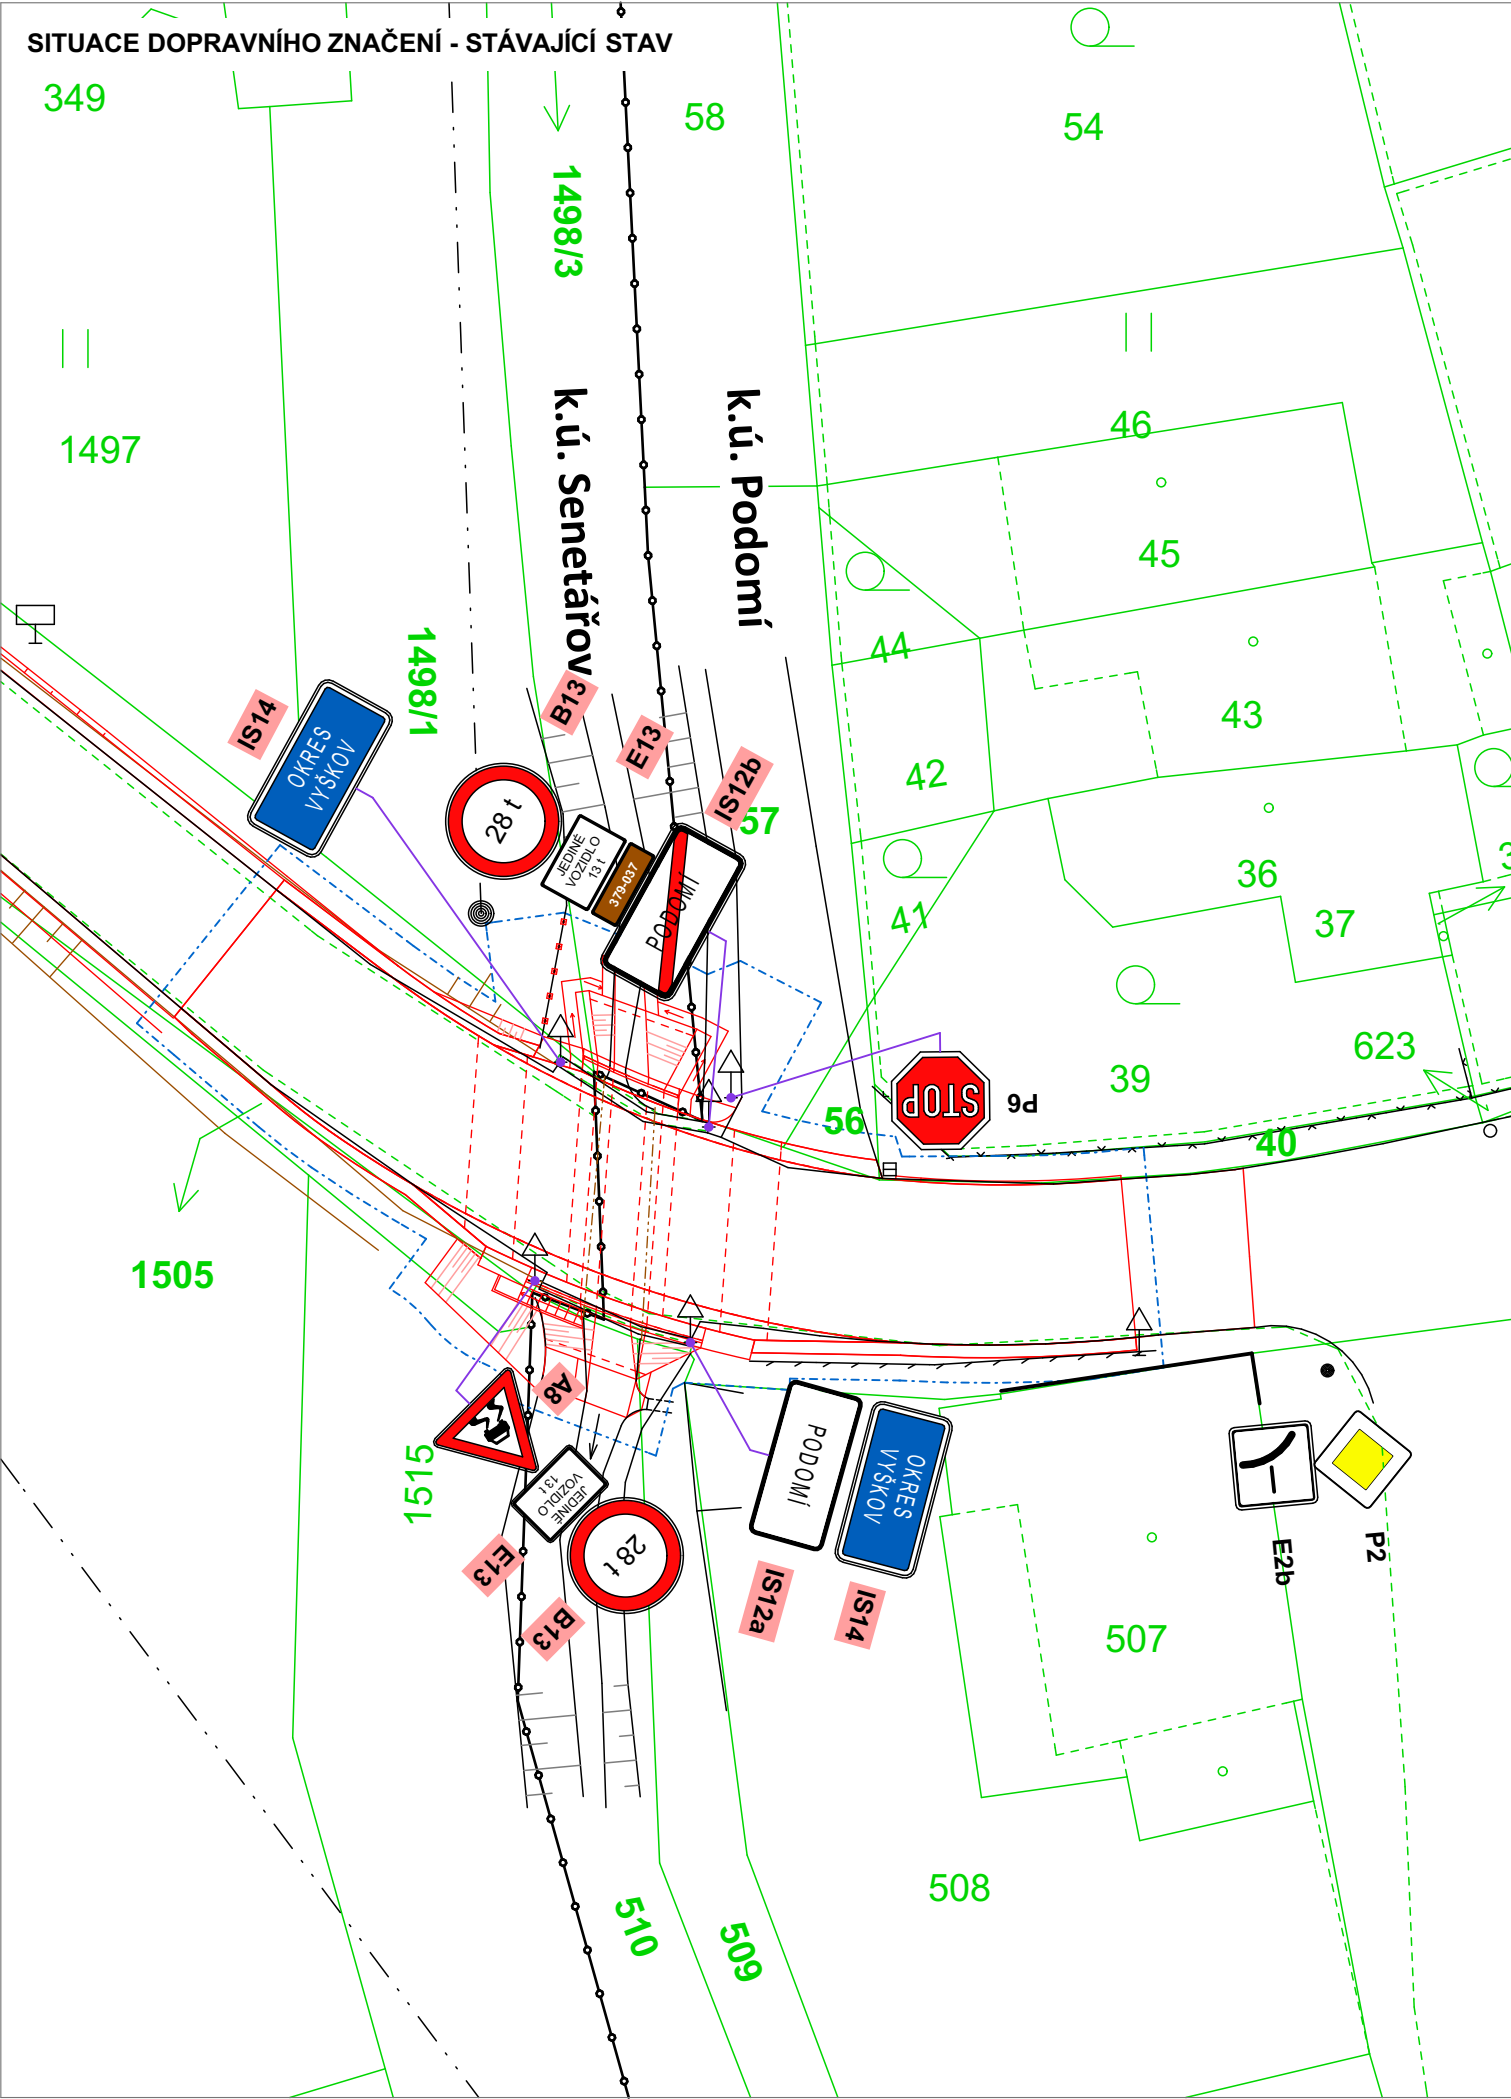 SITUACE DOPRAVNÍHO ZNAČENÍ - STÁVAJÍCÍ STAV
349
58
54
1498/3
1497
k.ú. Senetářov
k.ú. Podomí
46
45
44
43
42
1498/1
IS14
OKRES
VYŠKOV
B13
E13
IS12b
57
28 t
JEDINÉ
VOZIDLO
13 t
379-037
PODOMÍ
41
36
37
39
623
STOP
P6
56
40
1505
A8
1515
JEDINÉ
VOZIDLO
13 t
28 t
E13
B13
PODOMÍ
IS12a
OKRES
VYŠKOV
IS14
E2b
P2
507
508
510
509